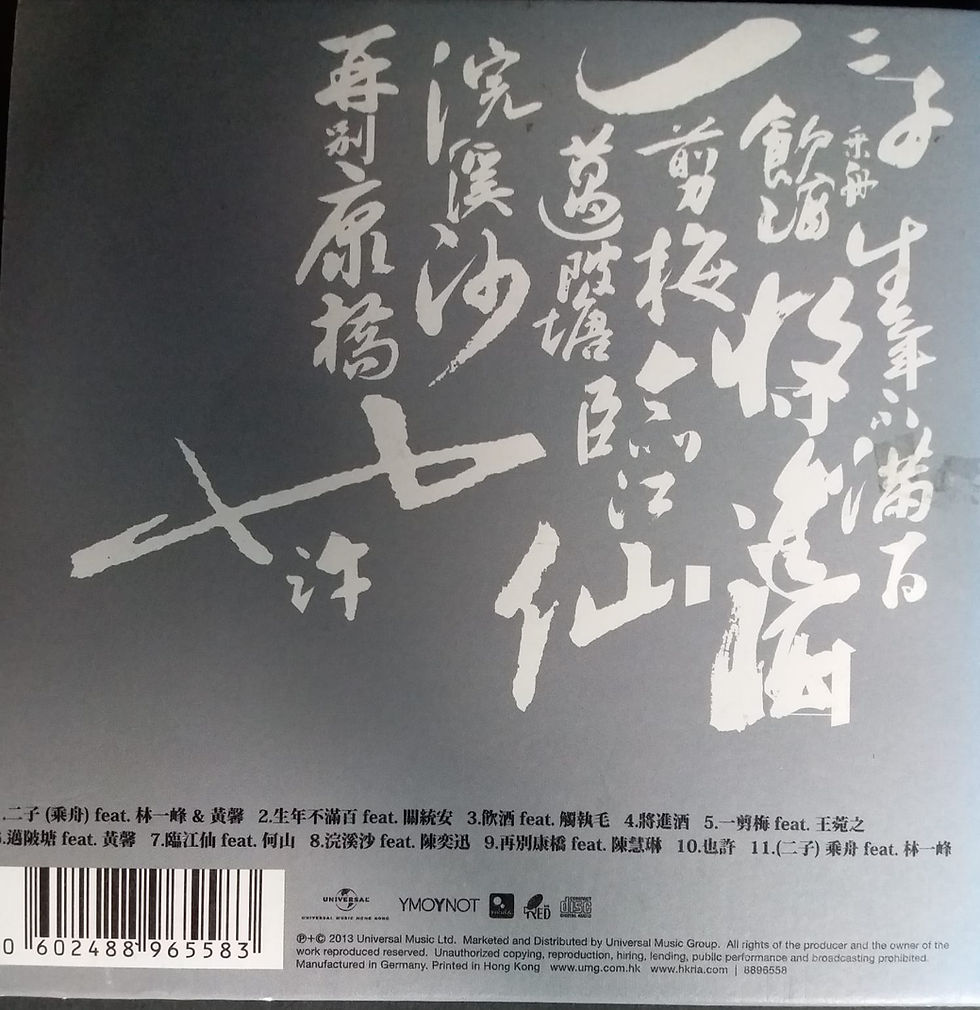 二子
乘舟
生年不滿百
飲酒
將進酒
一剪梅
邁陂塘
臨江仙
浣溪沙
再別康橋
也許
.二子 (乘舟) feat. 林一峰 & 黃馨 2.生年不滿百 feat. 關統安 3.飲酒 feat. 觸執毛 4.將進酒 5.一剪梅 feat. 王菀之
6.邁陂塘 feat. 黃馨 7.臨江仙 feat. 何山 8.浣溪沙 feat. 陳奕迅 9.再別康橋 feat. 陳慧琳 10.也許 11.(二子) 乘舟 feat. 林一峰
UNIVERSAL
UNIVERSAL MUSIC HONG KONG
YMOYNOT
HKRIA
RED
COMPACT
disc
DIGITAL AUDIO
0 602488 965583
℗+© 2013 Universal Music Ltd. Marketed and Distributed by Universal Music Group. All rights of the producer and the owner of the
work reproduced reserved. Unauthorized copying, reproduction, hiring, lending, public performance and broadcasting prohibited.
Manufactured in Germany. Printed in Hong Kong www.umg.com.hk www.hkria.com | 8896558